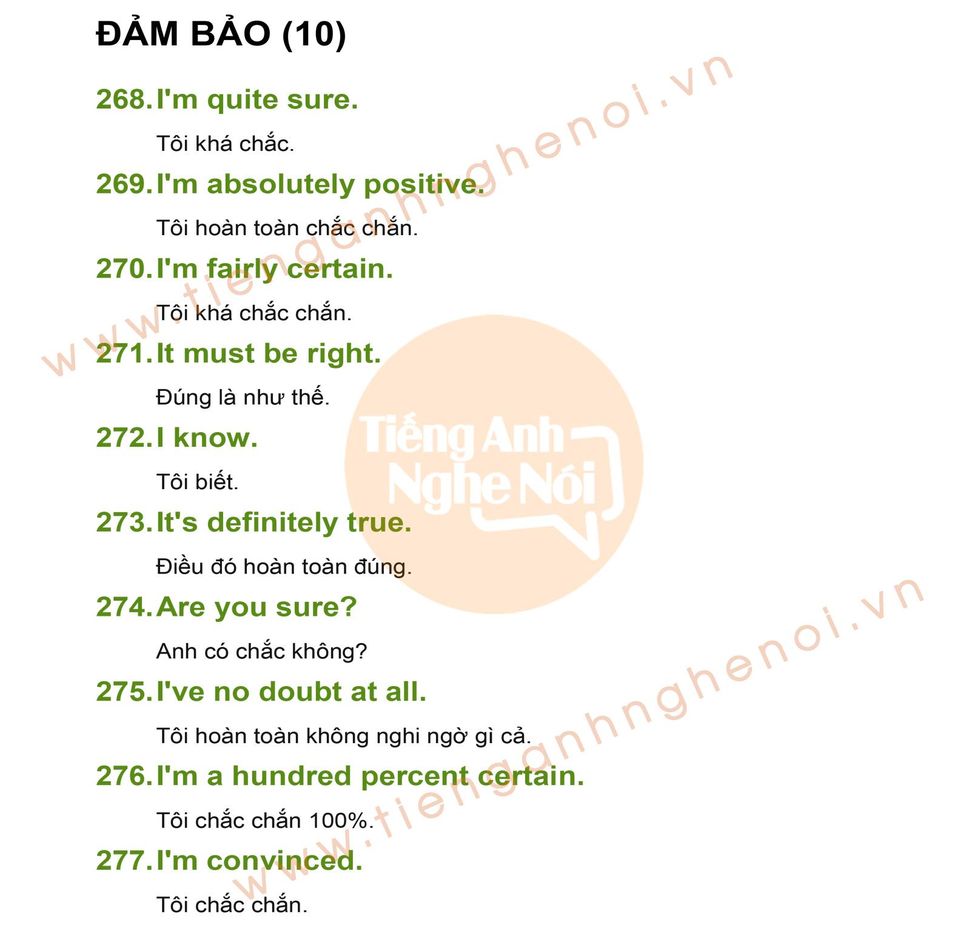 ĐẢM BẢO (10)
268. I'm quite sure.
Tôi khá chắc.
269. I'm absolutely positive.
Tôi hoàn toàn chắc chắn.
270. I'm fairly certain.
Tôi khá chắc chắn.
271. It must be right.
Đúng là như thế.
272. I know.
Tôi biết.
273. It's definitely true.
Điều đó hoàn toàn đúng.
274. Are you sure?
Anh có chắc không?
275. I've no doubt at all.
Tôi hoàn toàn không nghi ngờ gì cả.
276. I'm a hundred percent certain.
Tôi chắc chắn 100%.
277. I'm convinced.
Tôi chắc chắn.
www.tienganhnghenoi.vn
Tiếng Anh
Nghe Nói
www.tienganhnghenoi.vn